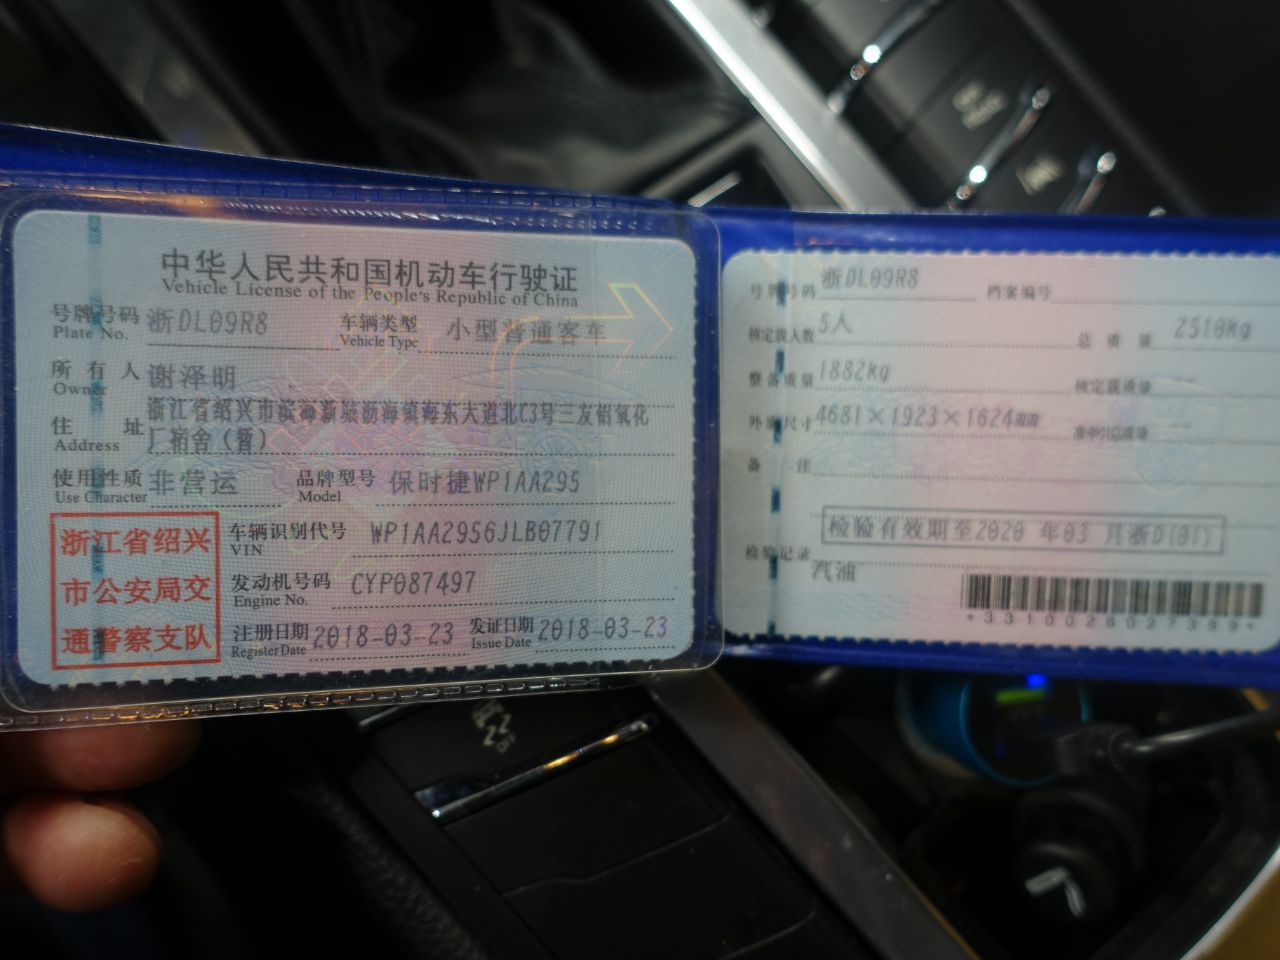 中华人民共和国机动车行驶证
Vehicle License of the People's Republic of China
号牌号码 浙DL09R8 车辆类型 小型普通客车
Plate No. Vehicle Type
所有人 谢泽明
Owner
住址 浙江省绍兴市滨海新城沥海镇海东大道北C3号三友铝氧化
厂宿舍(暂)
Address
使用性质 非营运 品牌型号 保时捷WP1AA295
Use Character Model
浙江省绍兴
市公安局交
通警察支队
车辆识别代号 WP1AA2956JLB07791
VIN
发动机号码 CYP087497
Engine No.
注册日期 2018-03-23 发证日期 2018-03-23
Register Date Issue Date
号牌号码 浙DL09R8 档案编号
核定载人数 5人 总质量 2510kg
整备质量 1882kg 核定载质量 --
外廓尺寸 4681×1923×1624mm 准牵引总质量 --
备注
检验有效期至2020 年03 月浙D(01)
检验记录
汽油
*3310026027389*